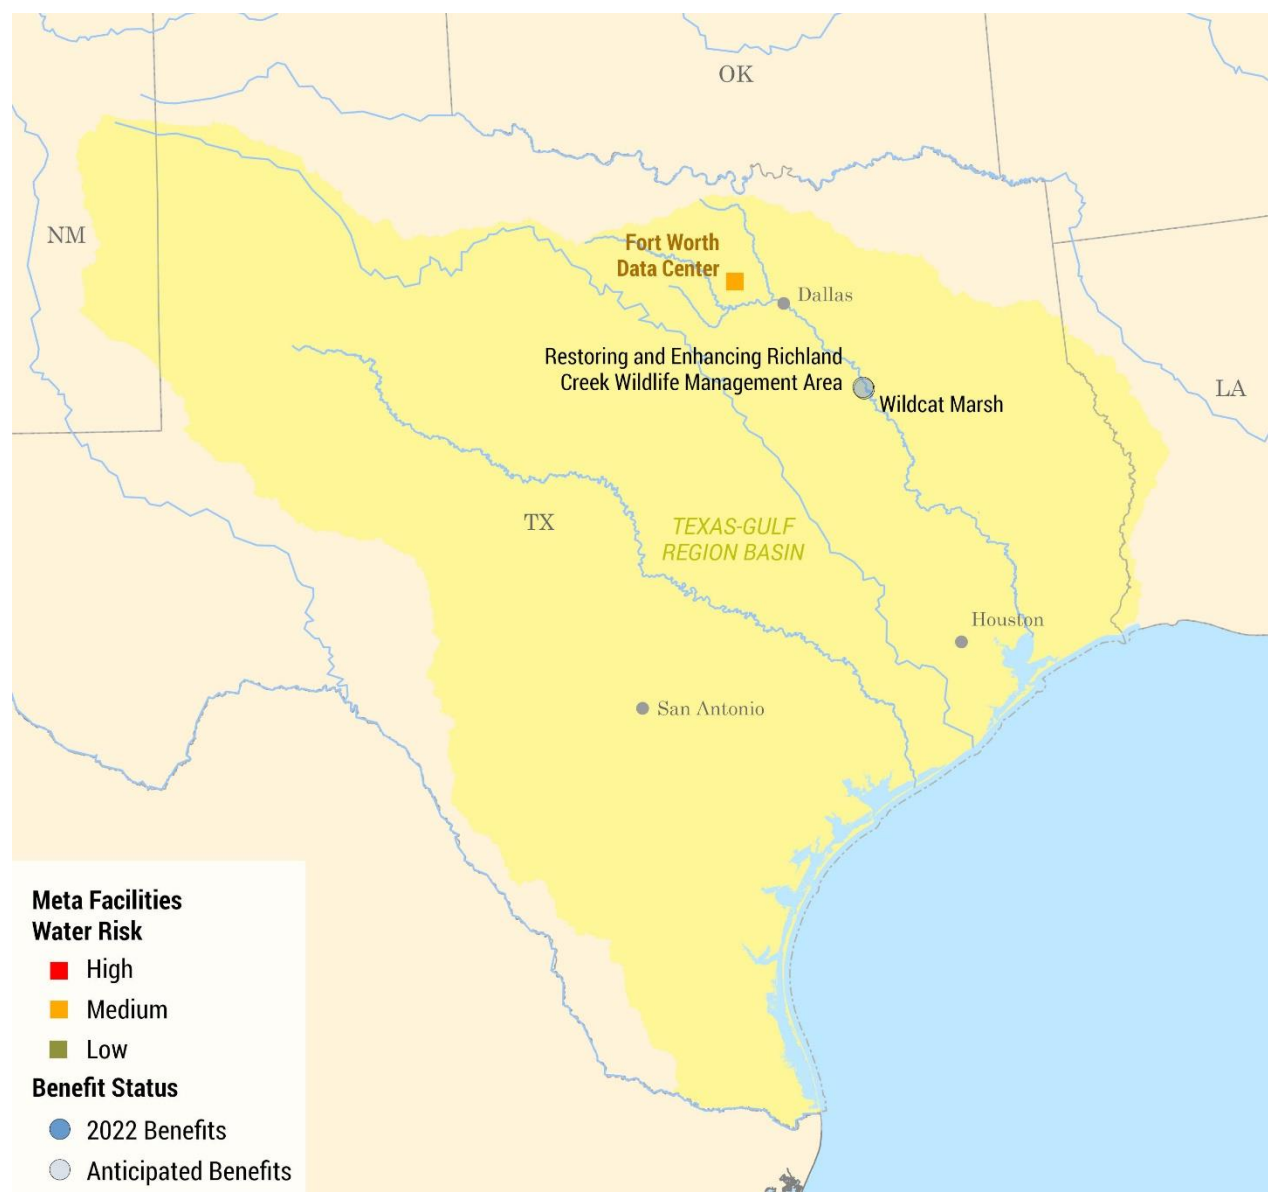 OK
NM
Fort Worth
Data Center
Dallas
Restoring and Enhancing Richland
Creek Wildlife Management Area
Wildcat Marsh
LA
TX
TEXAS-GULF
REGION BASIN
Houston
San Antonio
Meta Facilities
Water Risk
High
Medium
Low
Benefit Status
2022 Benefits
Anticipated Benefits